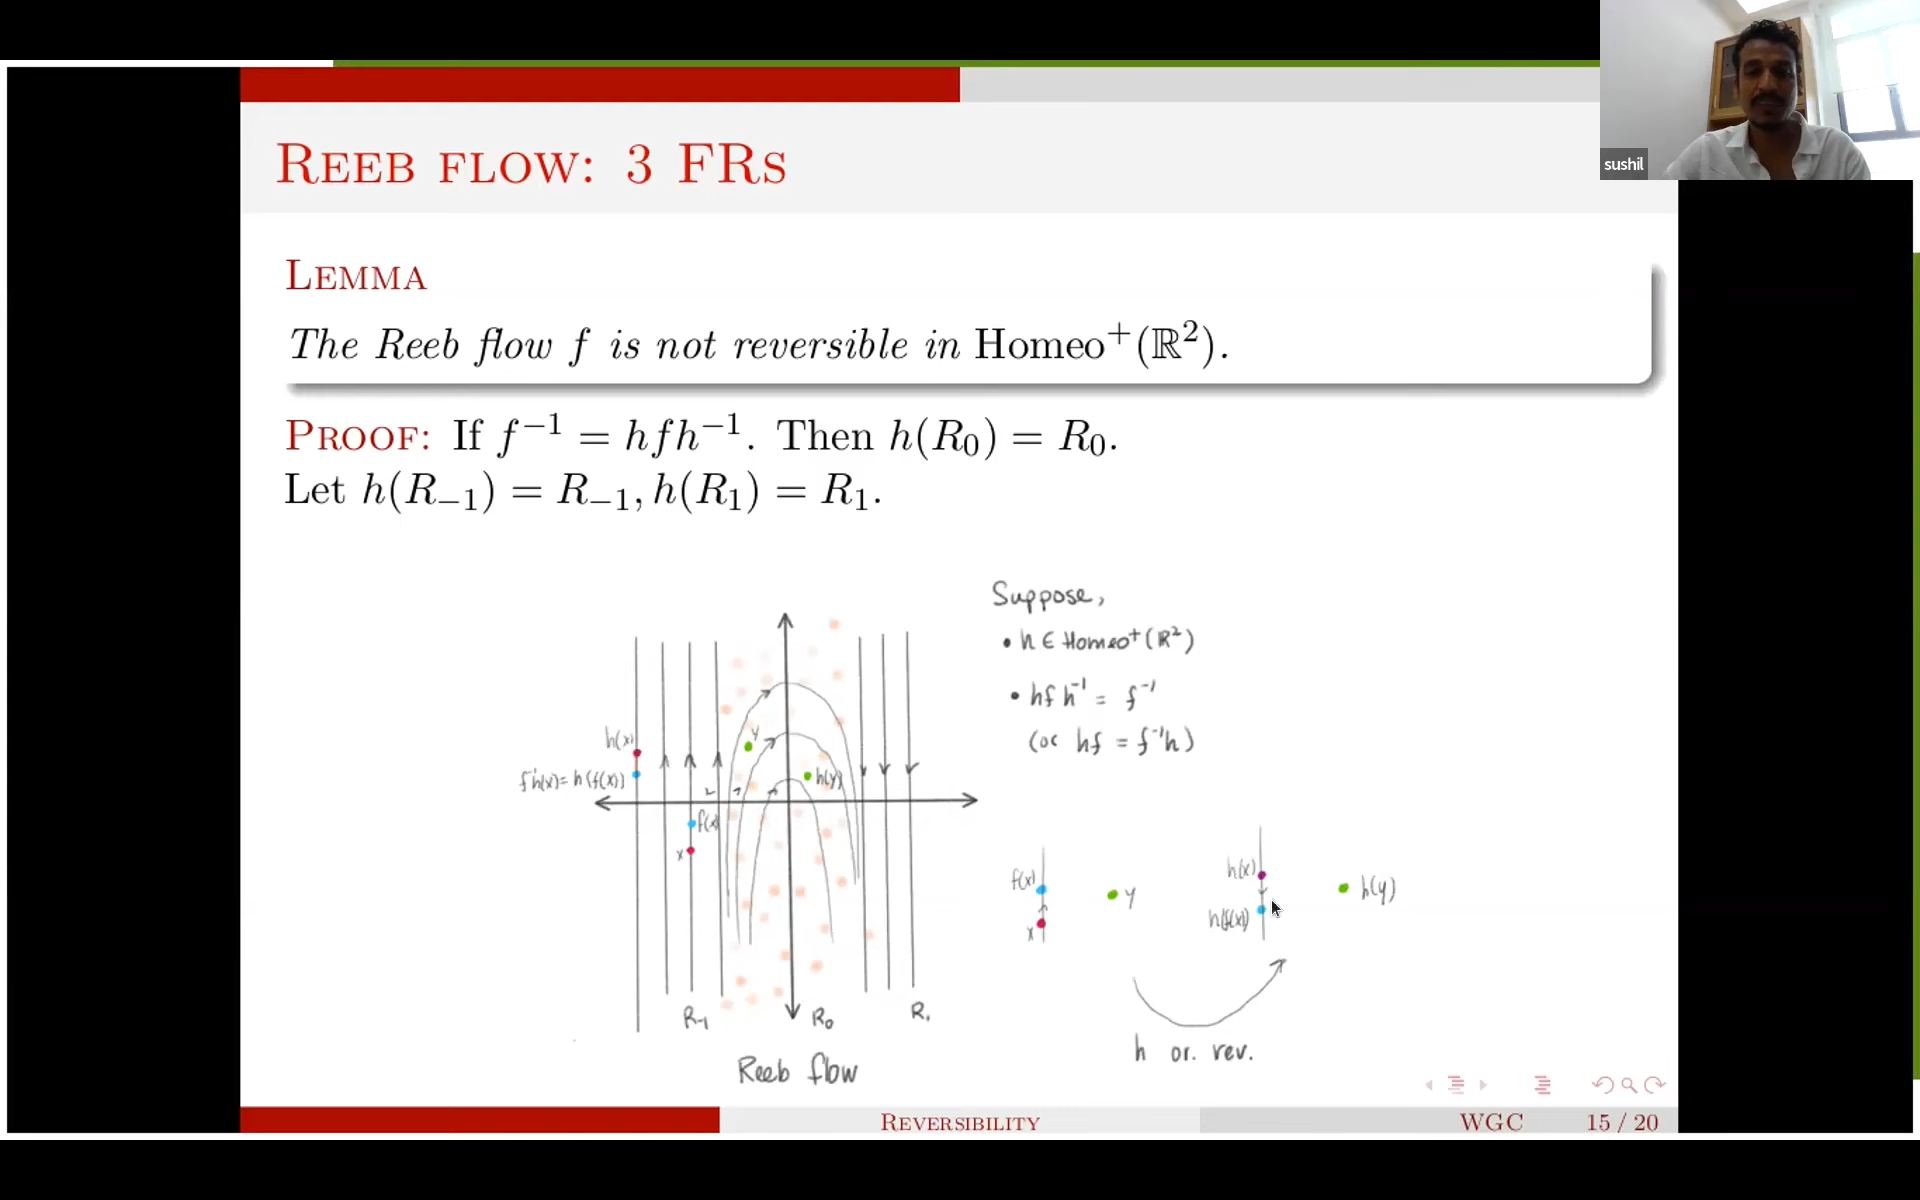 sushil
REEB FLOW: 3 FRS
LEMMA
The Reeb flow f is not reversible in Homeo⁺(ℝ²).
PROOF: If f⁻¹ = hfh⁻¹. Then h(R₀) = R₀.
Let h(R₋₁) = R₋₁, h(R₁) = R₁.
Suppose,
• h ∈ Homeo⁺(ℝ²)
• hfh⁻¹ = f⁻¹
(or hf = f⁻¹h)
h(x)
f⁻¹h(x) = h(f(x))
y
h(y)
f(x)
x
R₋₁
R₀
R₁
Reeb flow
f(x)
x
y
h(x)
h(f(x))
h(y)
h or. rev.
REVERSIBILITY
WGC
15 / 20